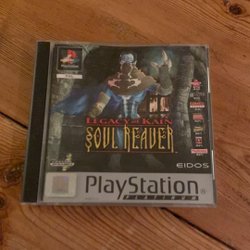 LEGACY OF KAIN
SOUL REAVER
EIDOS
PlayStation
PLATINUM